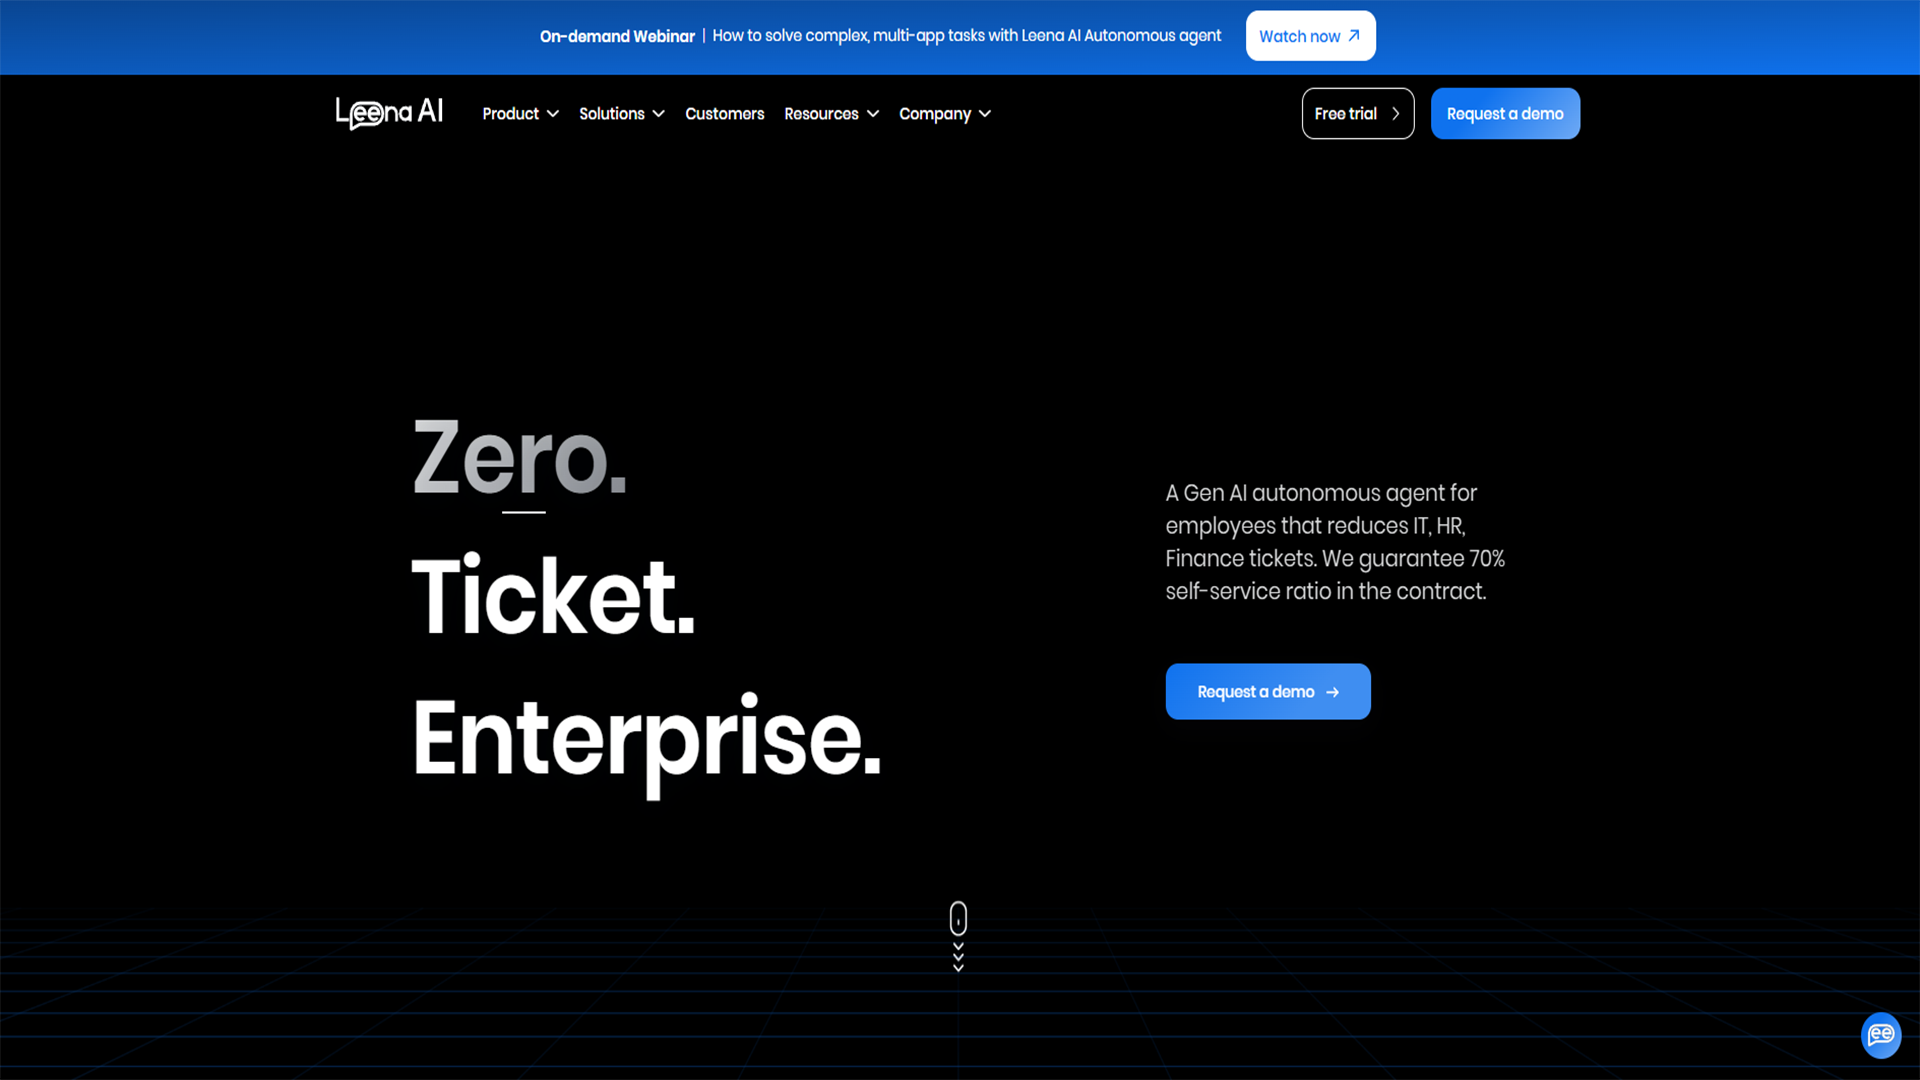 On-demand Webinar | How to solve complex, multi-app tasks with Leena AI Autonomous agent
Watch now
Leena AI
Product
Solutions
Customers
Resources
Company
Free trial
Request a demo
Zero.
Ticket.
Enterprise.
A Gen AI autonomous agent for
employees that reduces IT, HR,
Finance tickets. We guarantee 70%
self-service ratio in the contract.
Request a demo
ee